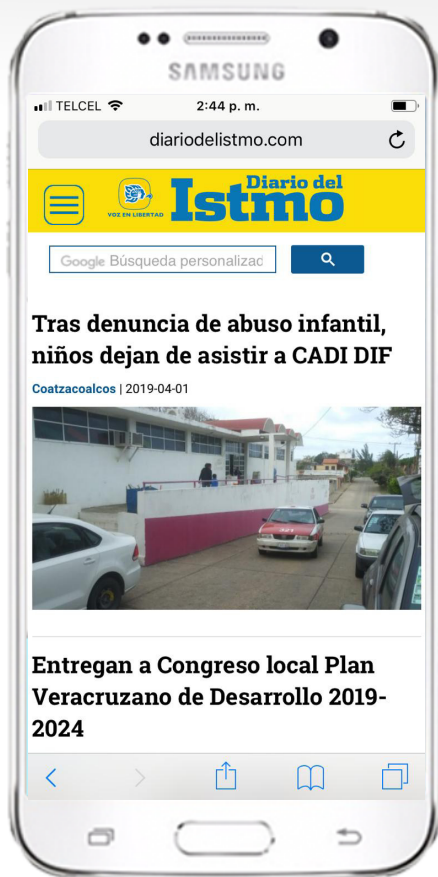 SAMSUNG
TELCEL 2:44 p. m.
diariodelistmo.com
VOZ EN LIBERTAD
Diario del
Istmo
Google Búsqueda personalizac
Tras denuncia de abuso infantil,
niños dejan de asistir a CADI DIF
Coatzacoalcos | 2019-04-01
321
Entregan a Congreso local Plan
Veracruzano de Desarrollo 2019-
2024